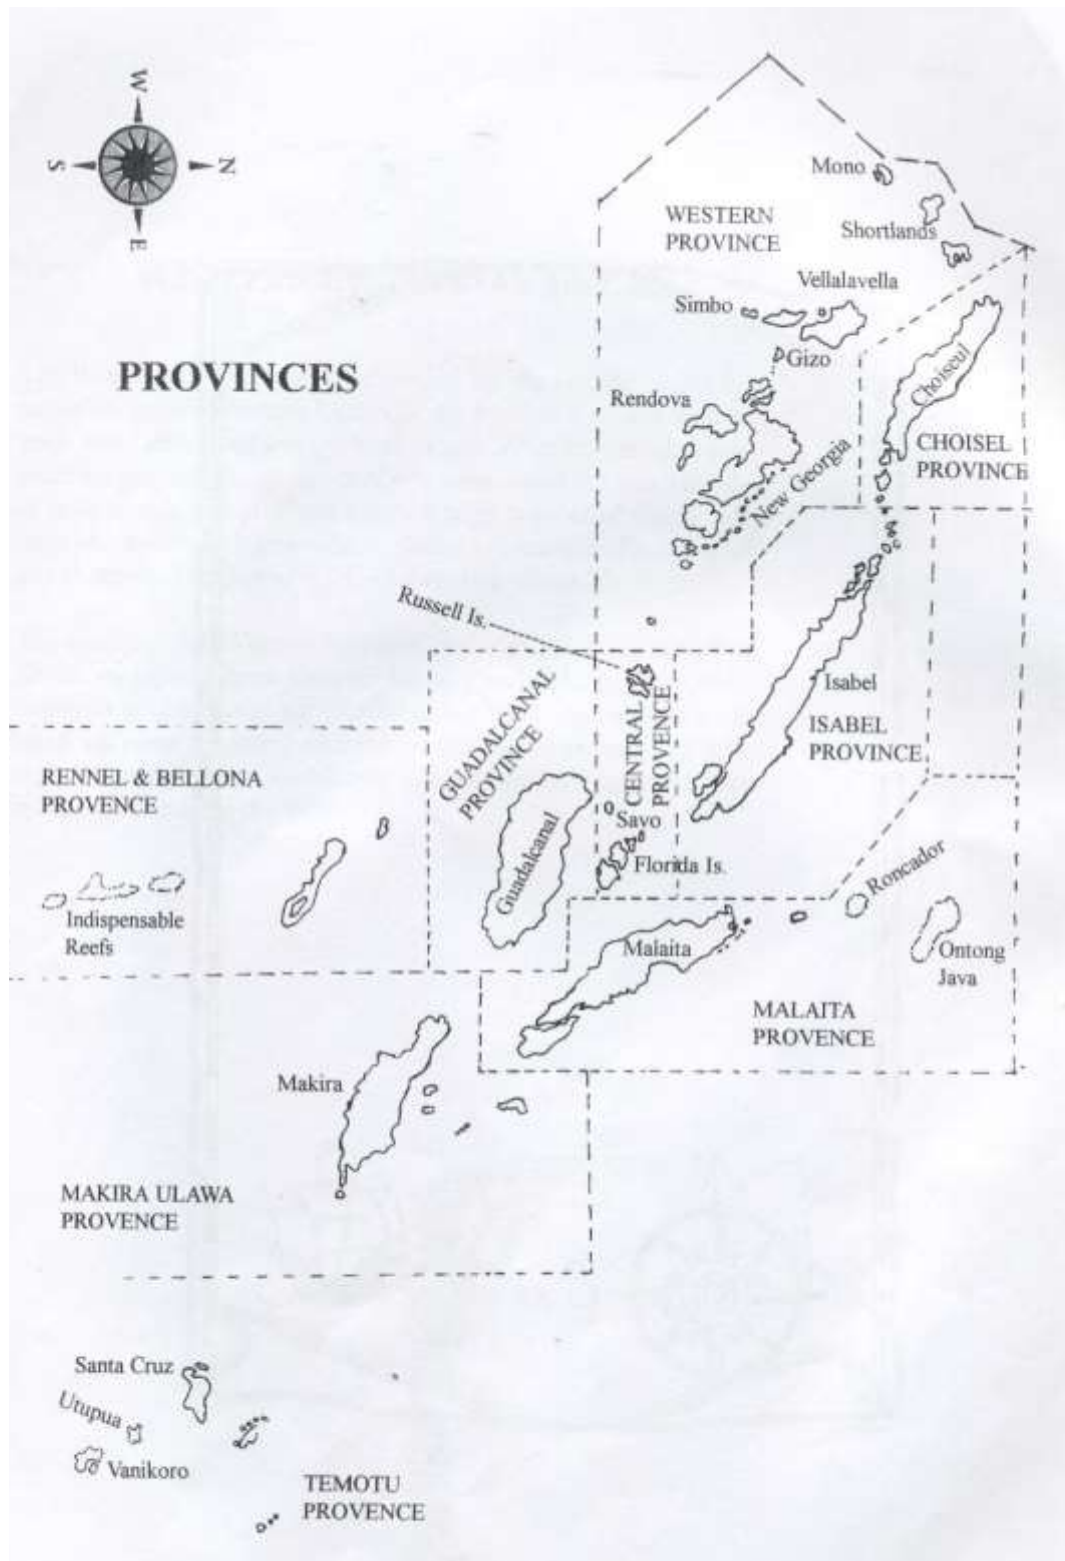 W
S
N
E
PROVINCES
Mono
WESTERN
PROVINCE
Shortlands
Vellalavella
Simbo
Gizo
Rendova
Choiseul
CHOISEL
PROVINCE
New Georgia
Russell Is.
Isabel
ISABEL
PROVINCE
GUADALCANAL
PROVINCE
CENTRAL
PROVENCE
RENNEL & BELLONA
PROVENCE
Savo
Guadalcanal
Florida Is.
Roncador
Indispensable
Reefs
Malaita
Ontong
Java
MALAITA
PROVENCE
Makira
MAKIRA ULAWA
PROVENCE
Santa Cruz
Utupua
Vanikoro
TEMOTU
PROVENCE